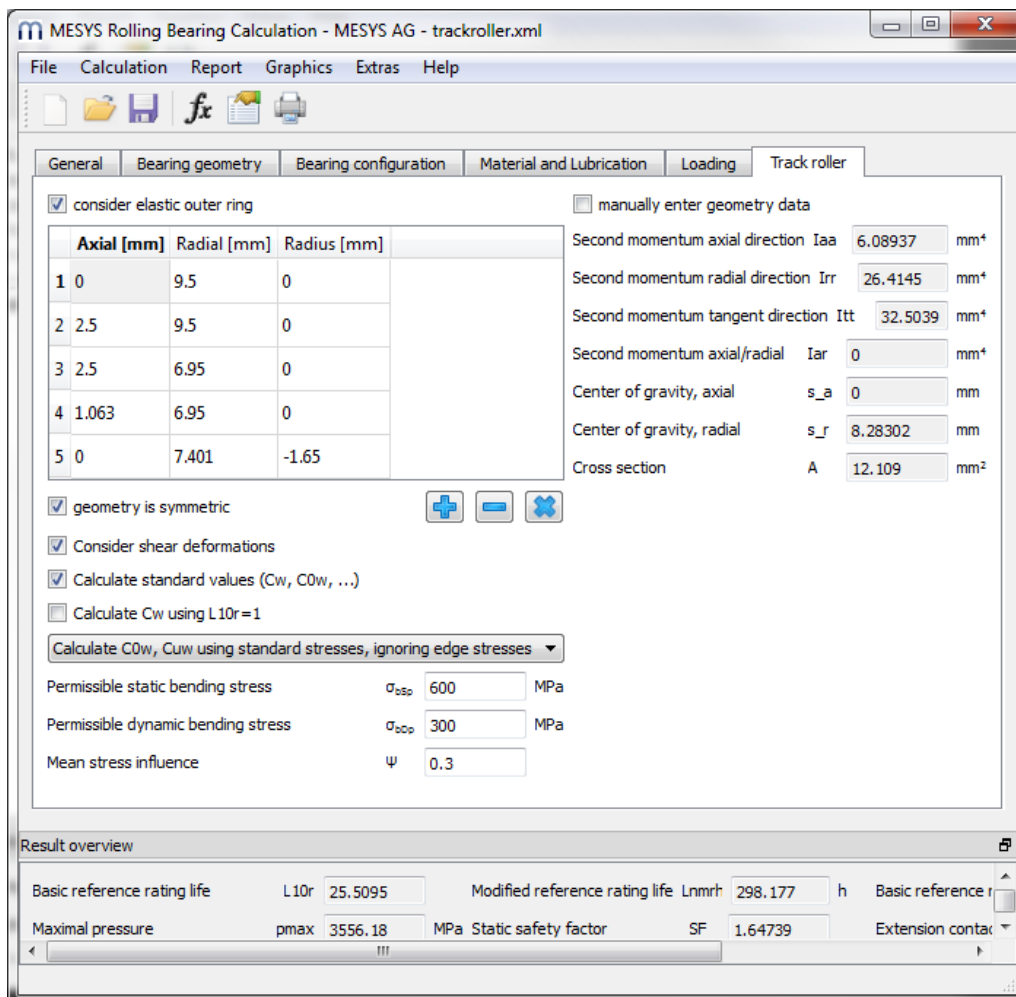 MESYS Rolling Bearing Calculation - MESYS AG - trackroller.xml
File Calculation Report Graphics Extras Help
fx
General Bearing geometry Bearing configuration Material and Lubrication Loading Track roller
consider elastic outer ring
Axial [mm] Radial [mm] Radius [mm]
1 0 9.5 0
2 2.5 9.5 0
3 2.5 6.95 0
4 1.063 6.95 0
5 0 7.401 -1.65
geometry is symmetric
Consider shear deformations
Calculate standard values (Cw, C0w, ...)
Calculate Cw using L10r=1
Calculate C0w, Cuw using standard stresses, ignoring edge stresses
Permissible static bending stress σbSp 600 MPa
Permissible dynamic bending stress σbDp 300 MPa
Mean stress influence Ψ 0.3
manually enter geometry data
Second momentum axial direction Iaa 6.08937 mm⁴
Second momentum radial direction Irr 26.4145 mm⁴
Second momentum tangent direction Itt 32.5039 mm⁴
Second momentum axial/radial Iar 0 mm⁴
Center of gravity, axial s_a 0 mm
Center of gravity, radial s_r 8.28302 mm
Cross section A 12.109 mm²
Result overview
Basic reference rating life L10r 25.5095 Modified reference rating life Lnmrh 298.177 h Basic reference r
Maximal pressure pmax 3556.18 MPa Static safety factor SF 1.64739 Extension contac